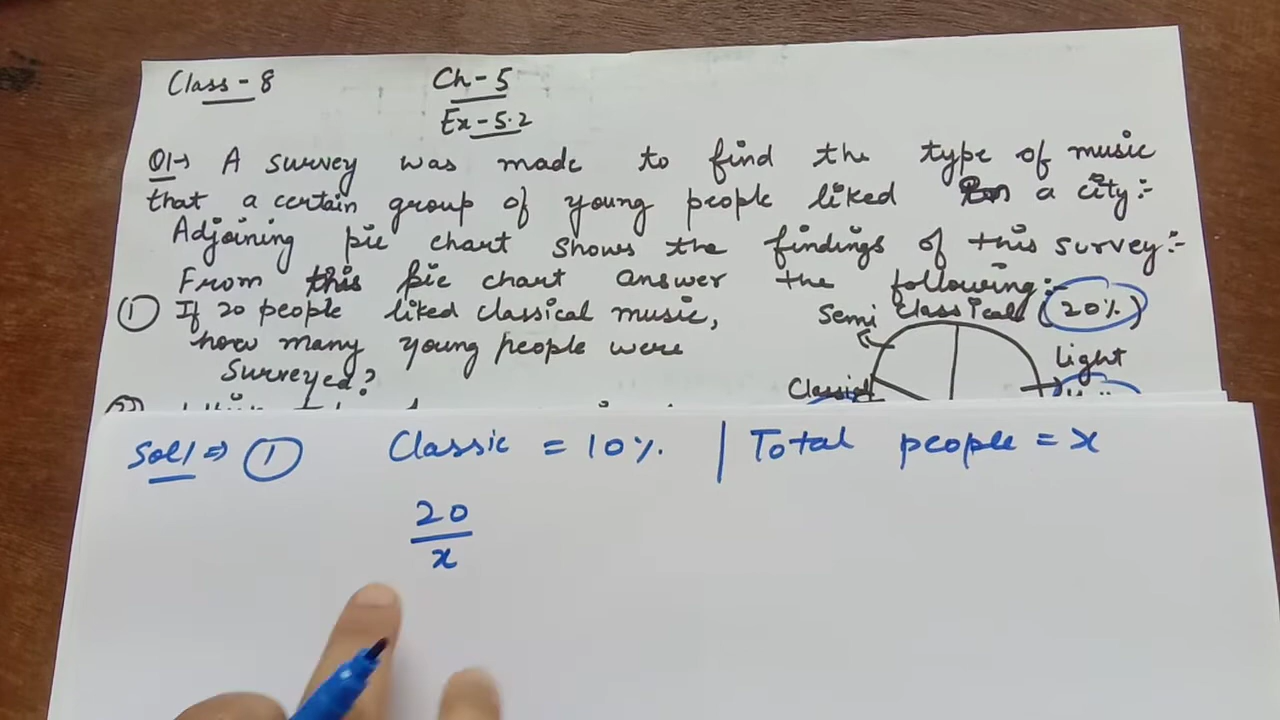 Class - 8
Ch - 5
Ex - 5.2
Q1→ A survey was made to find the type of music
that a certain group of young people liked in a city:-
Adjoining pie chart shows the findings of this survey:-
From this pie chart answer the following:-
① If 20 people liked classical music,
how many young people were
Surveyed?
Semi Classical (20%)
Light
Classical
Sol1⇒ ① Classic = 10% | Total people = x
20
x